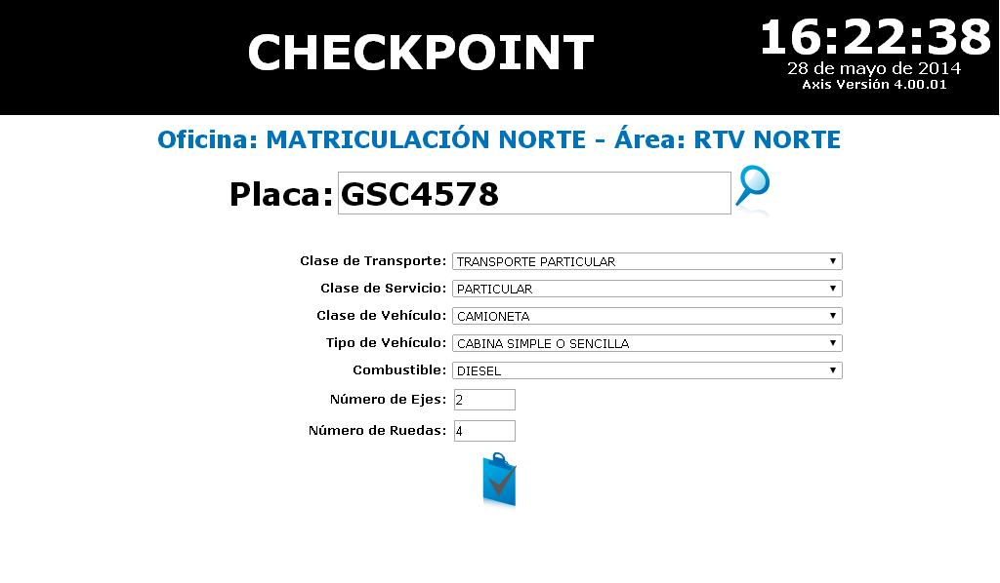 CHECKPOINT
16:22:38
28 de mayo de 2014
Axis Versión 4.00.01
Oficina: MATRICULACIÓN NORTE - Área: RTV NORTE
Placa: GSC4578
Clase de Transporte: TRANSPORTE PARTICULAR
Clase de Servicio: PARTICULAR
Clase de Vehículo: CAMIONETA
Tipo de Vehículo: CABINA SIMPLE O SENCILLA
Combustible: DIESEL
Número de Ejes: 2
Número de Ruedas: 4